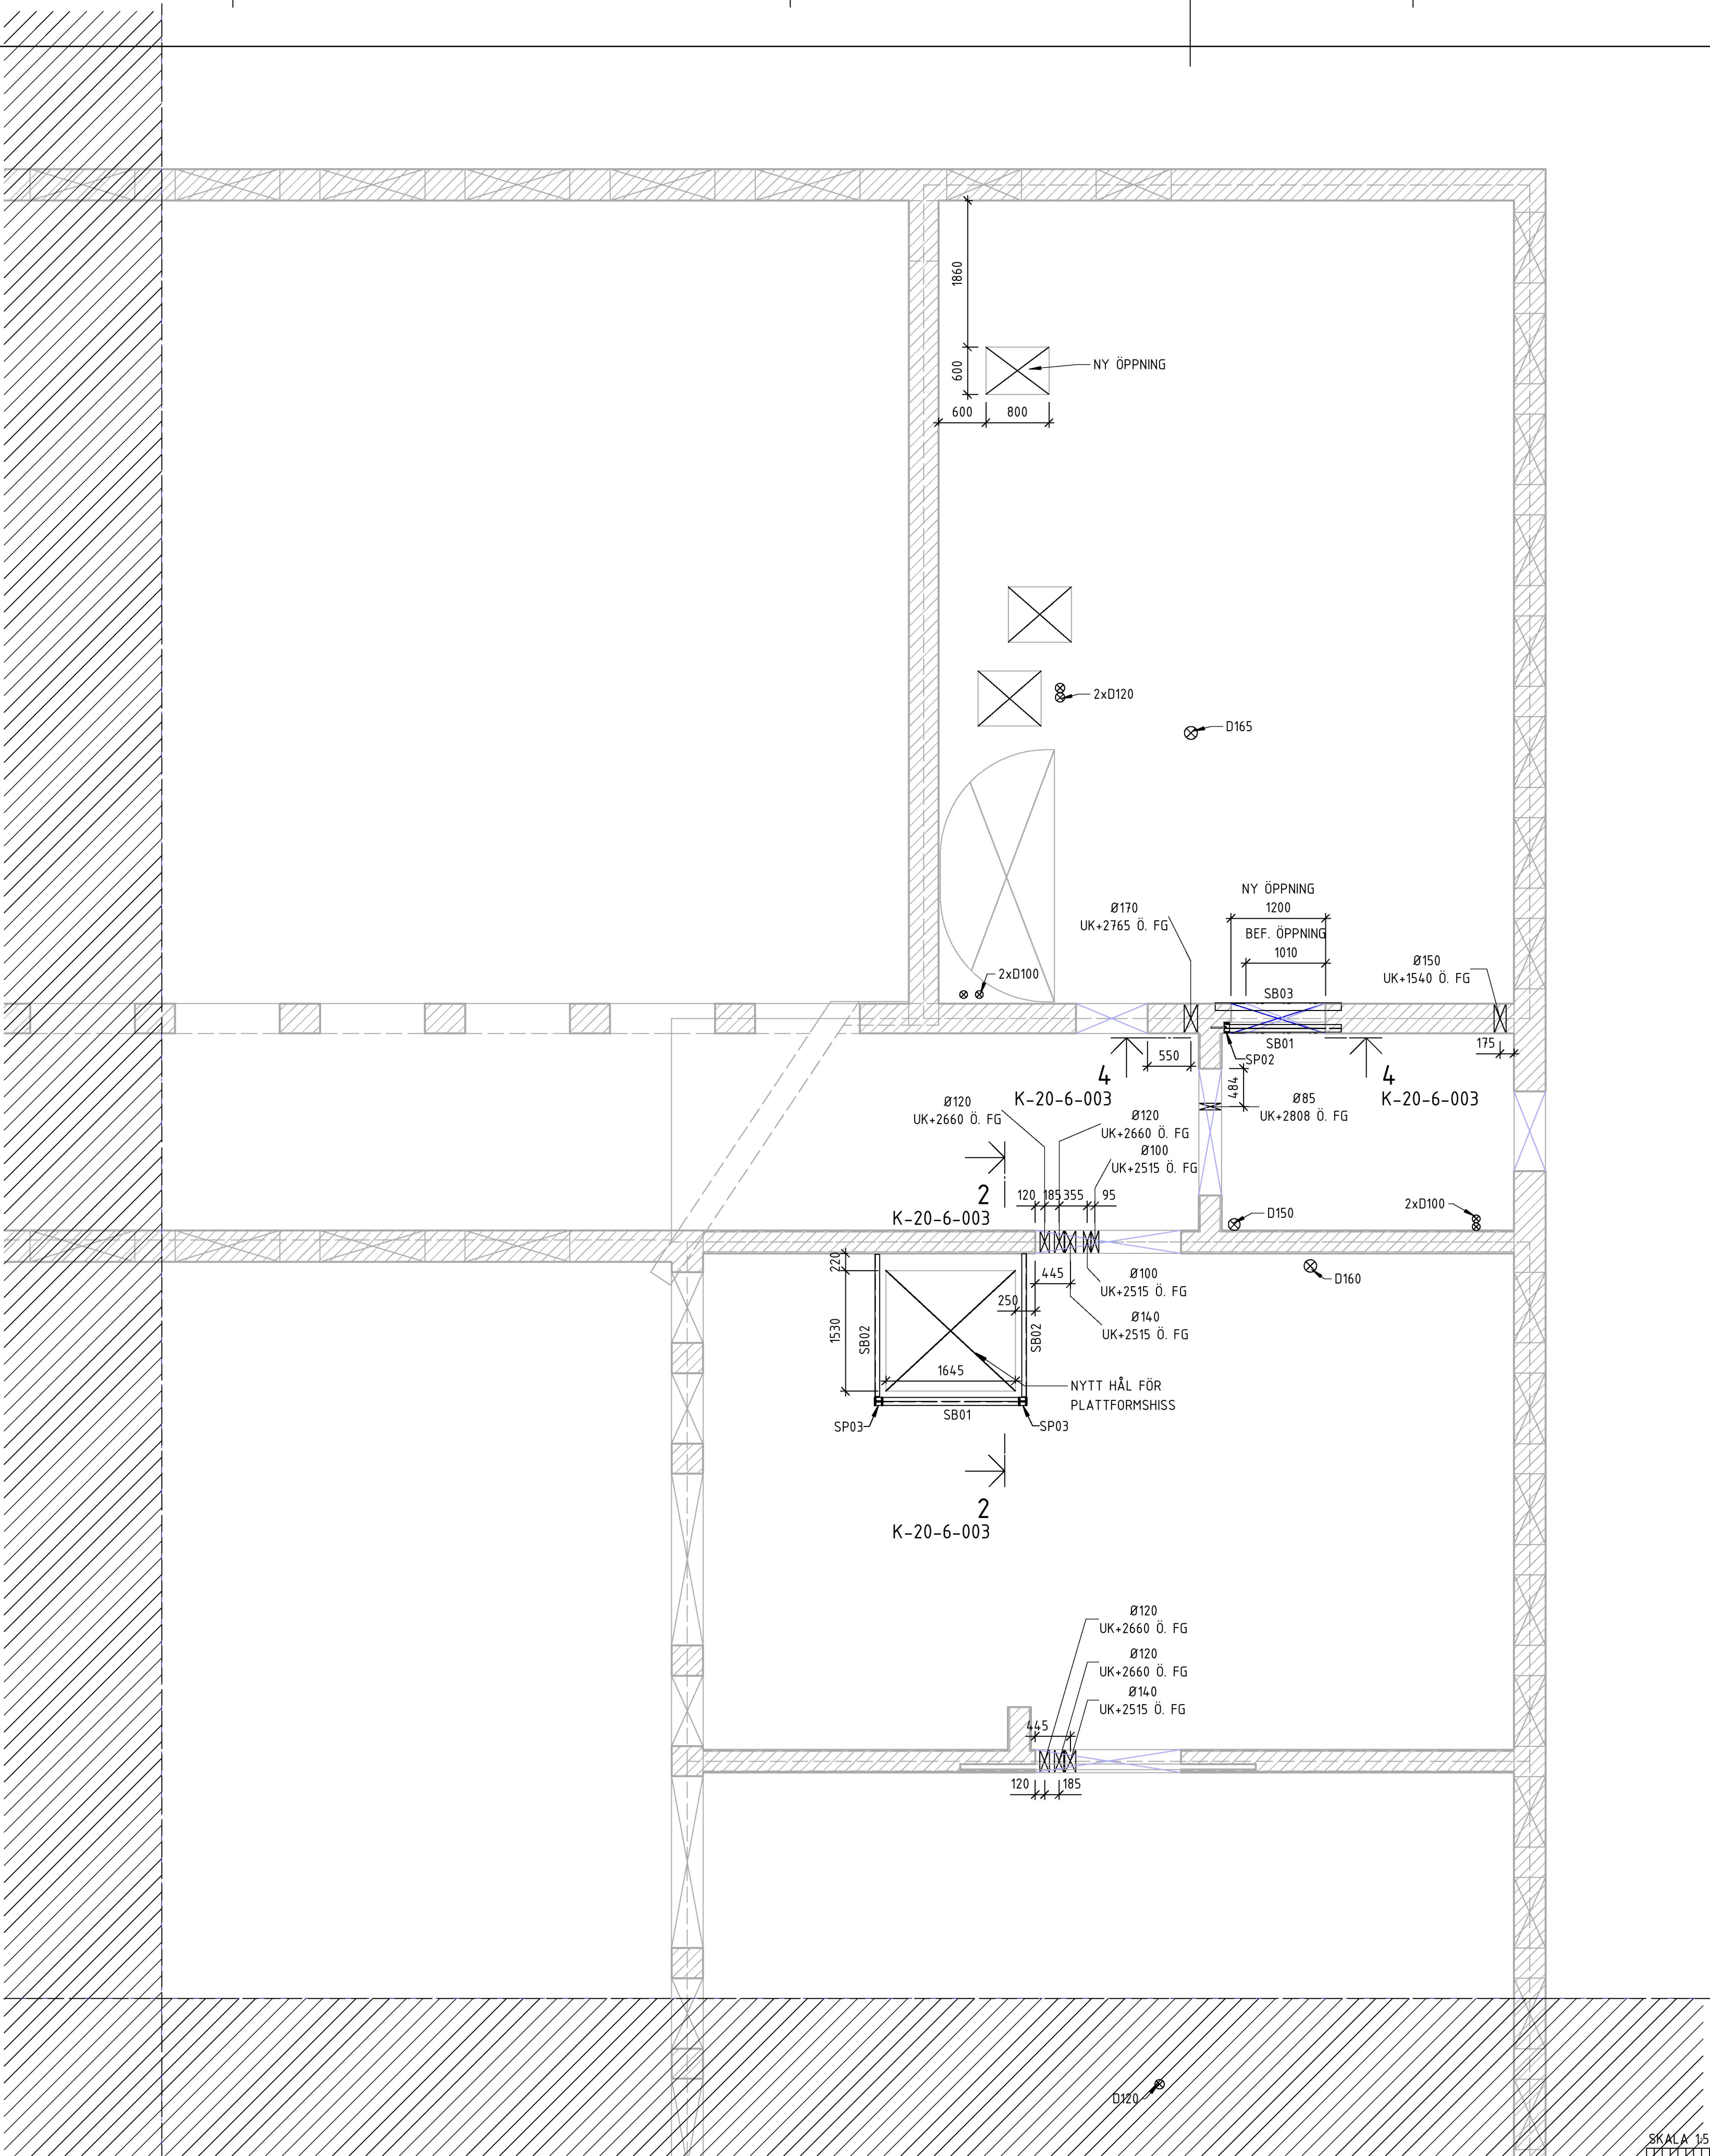 1860
600
NY ÖPPNING
600
800
2xD120
D165
NY ÖPPNING
1200
Ø170
UK+2765 Ö. FG
BEF. ÖPPNING
1010
Ø150
UK+1540 Ö. FG
2xD100
SB03
SB01
SP02
175
550
4
K-20-6-003
484
4
K-20-6-003
Ø85
UK+2808 Ö. FG
Ø120
UK+2660 Ö. FG
Ø120
UK+2660 Ö. FG
Ø100
UK+2515 Ö. FG
2
K-20-6-003
120
185
355
95
D150
2xD100
220
445
Ø100
UK+2515 Ö. FG
D160
250
Ø140
UK+2515 Ö. FG
1530
SB02
SB02
1645
NYTT HÅL FÖR
PLATTFORMSHISS
SB01
SP03
SP03
2
K-20-6-003
Ø120
UK+2660 Ö. FG
Ø120
UK+2660 Ö. FG
Ø140
UK+2515 Ö. FG
445
120
185
D120
SKALA 1:5